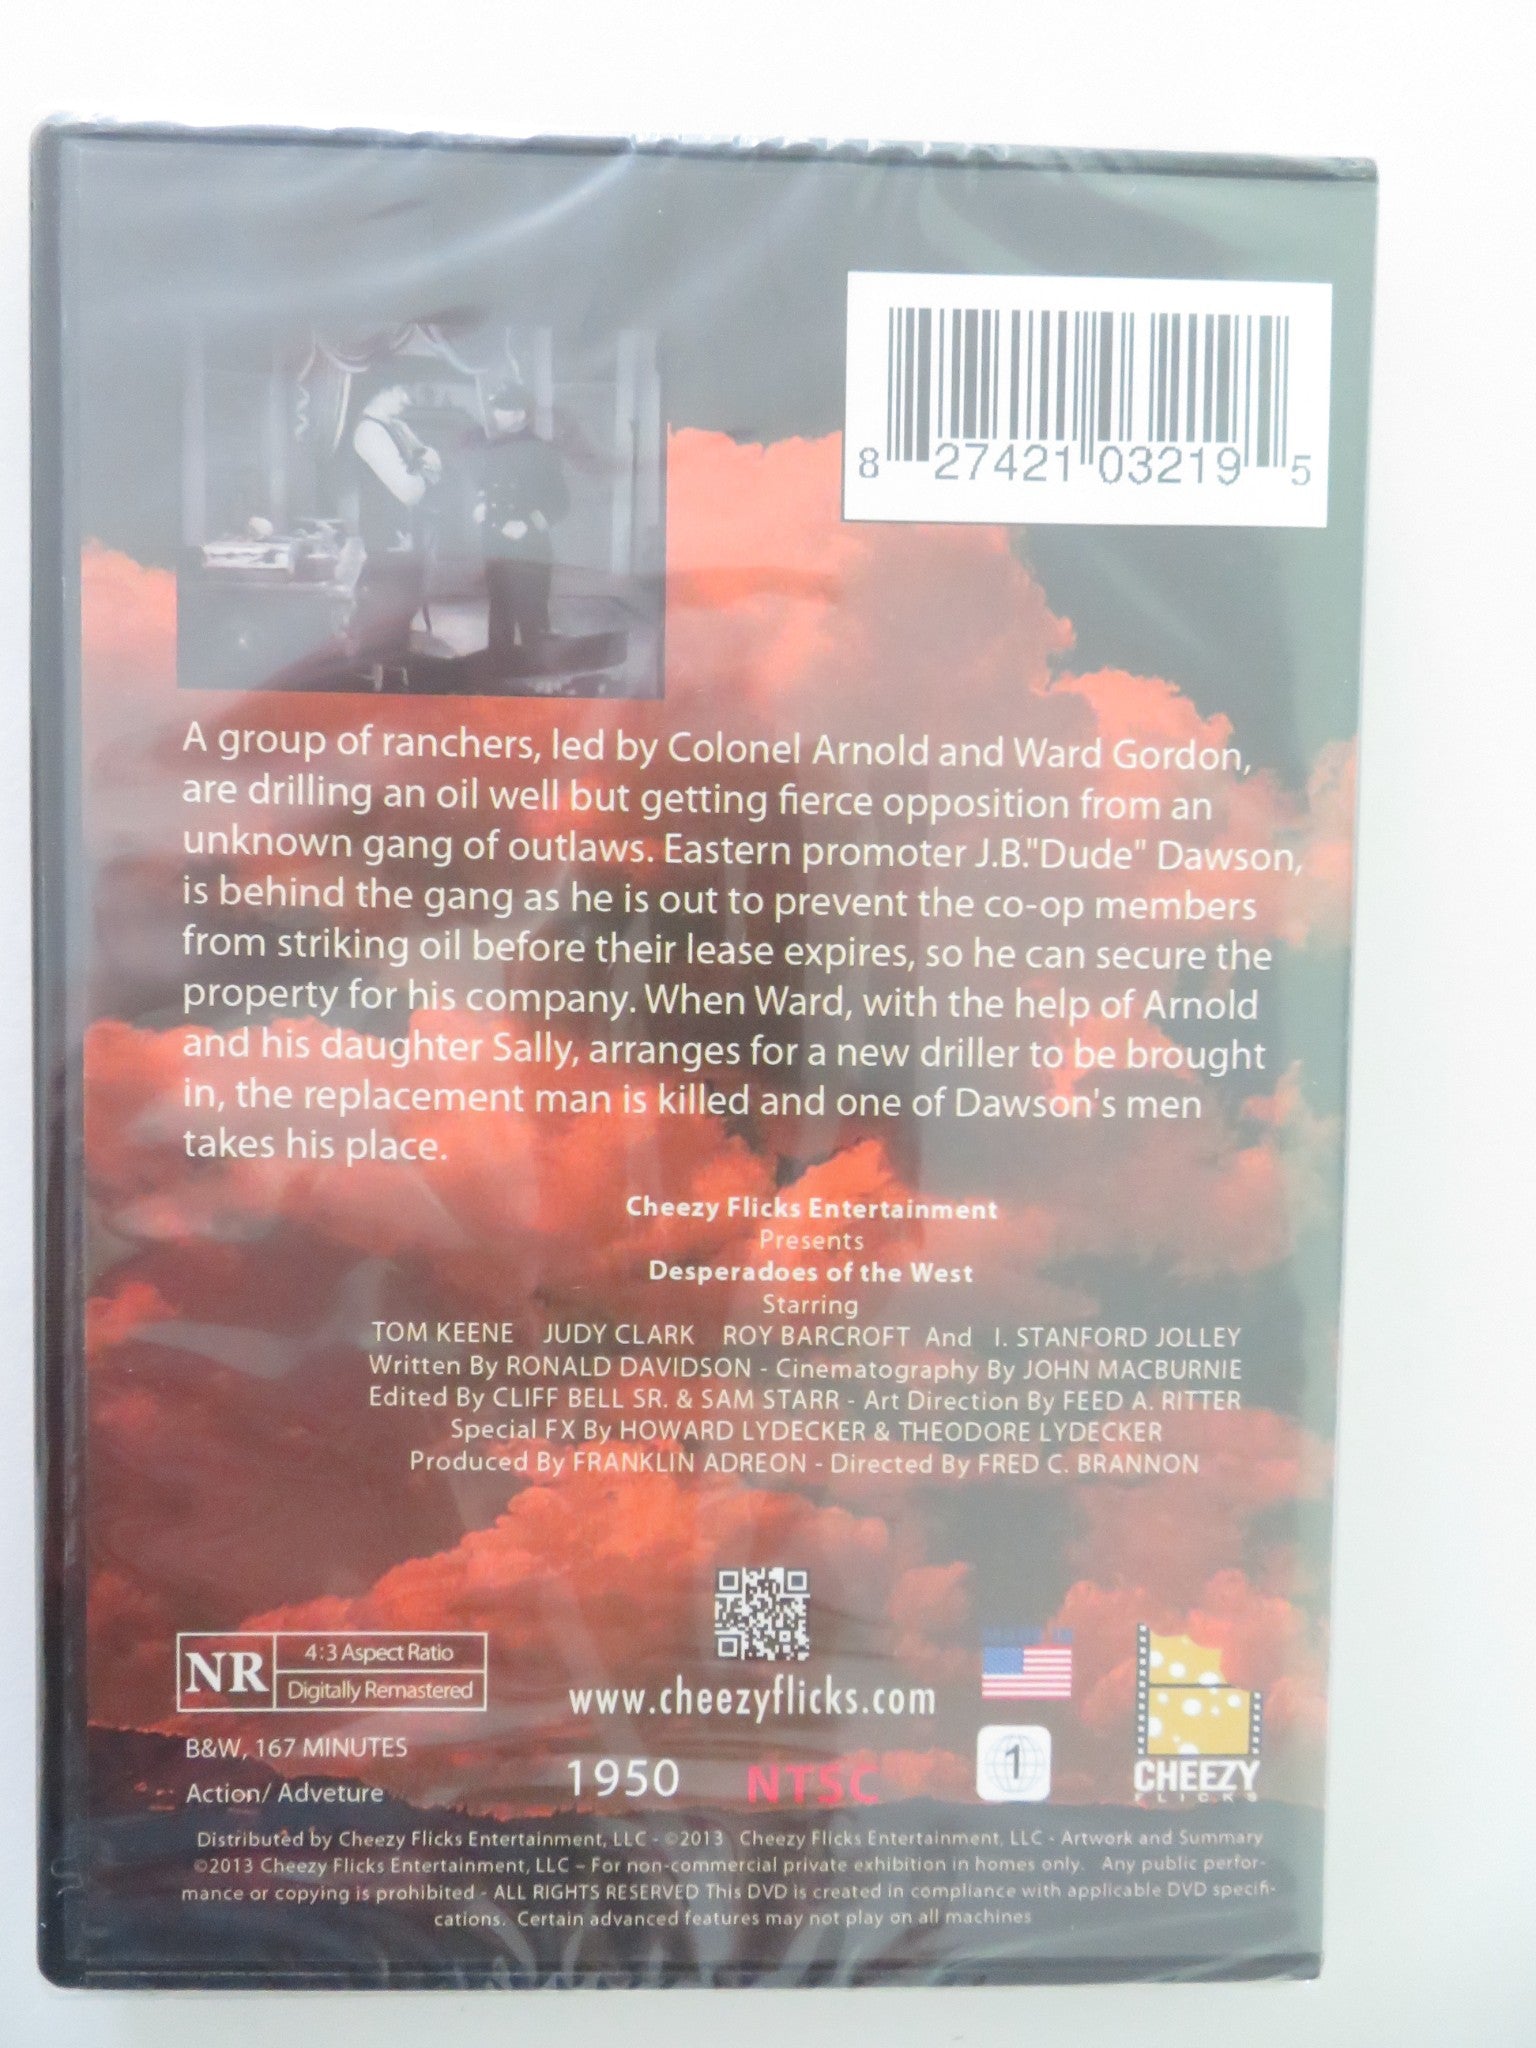 8 27421 03219 5
A group of ranchers, led by Colonel Arnold and Ward Gordon,
are drilling an oil well but getting fierce opposition from an
unknown gang of outlaws. Eastern promoter J.B."Dude" Dawson,
is behind the gang as he is out to prevent the co-op members
from striking oil before their lease expires, so he can secure the
property for his company. When Ward, with the help of Arnold
and his daughter Sally, arranges for a new driller to be brought
in, the replacement man is killed and one of Dawson's men
takes his place.
Cheezy Flicks Entertainment
Presents
Desperadoes of the West
Starring
TOM KEENE JUDY CLARK ROY BARCROFT And I. STANFORD JOLLEY
Written By RONALD DAVIDSON - Cinematography By JOHN MACBURNIE
Edited By CLIFF BELL SR. & SAM STARR - Art Direction By FEED A. RITTER
Special FX By HOWARD LYDECKER & THEODORE LYDECKER
Produced By FRANKLIN ADREON - Directed By FRED C. BRANNON
NR
4:3 Aspect Ratio
Digitally Remastered
www.cheezyflicks.com
B&W, 167 MINUTES
1950
NTSC
1
CHEEZY
FLICKS
Action/ Adveture
Distributed by Cheezy Flicks Entertainment, LLC - ©2013 Cheezy Flicks Entertainment, LLC - Artwork and Summary
©2013 Cheezy Flicks Entertainment, LLC – For non-commercial private exhibition in homes only. Any public perfor-
mance or copying is prohibited - ALL RIGHTS RESERVED This DVD is created in compliance with applicable DVD specifi-
cations. Certain advanced features may not play on all machines